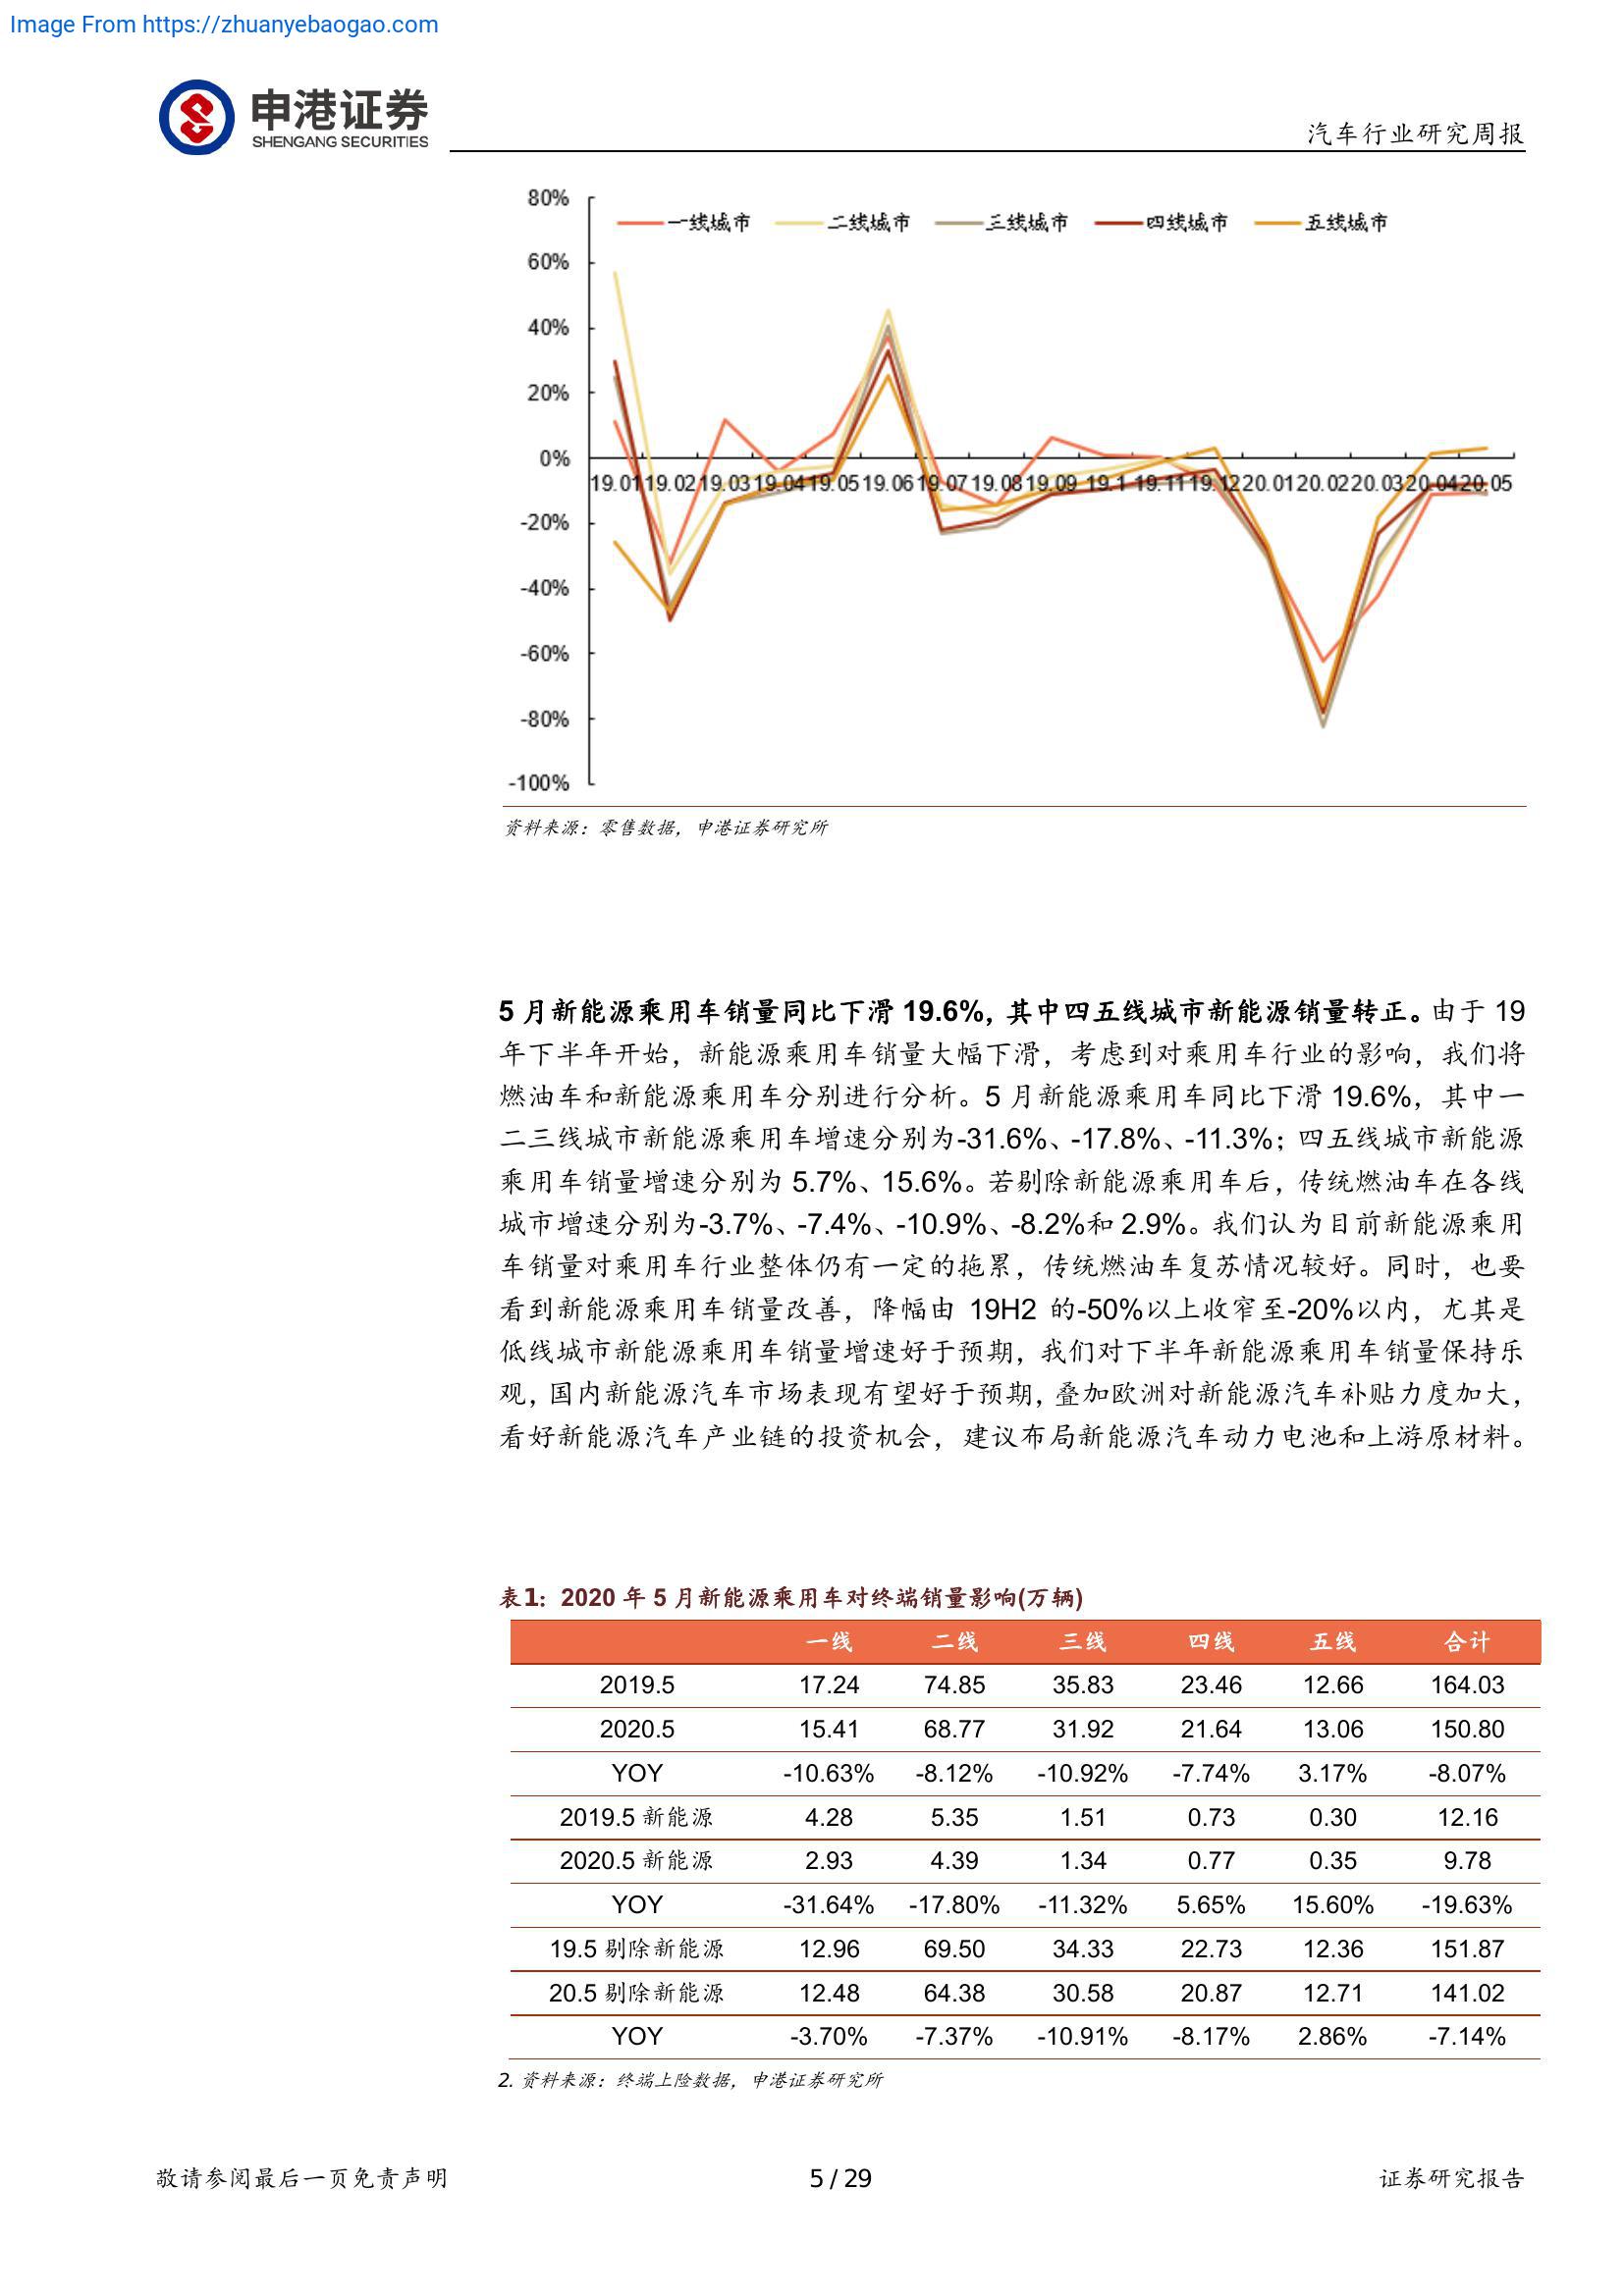 Image From https://zhuanyebaogao.com
申港证券
SHENGANG SECURITIES
汽车行业研究周报
80%
一线城市 二线城市 三线城市 四线城市 五线城市
60%
40%
20%
0%
19.01 19.02 19.03 19.04 19.05 19.06 19.07 19.08 19.09 19.1 19.11 19.12 20.01 20.02 20.03 20.04 20.05
-20%
-40%
-60%
-80%
-100%
资料来源：零售数据，申港证券研究所
5 月新能源乘用车销量同比下滑 19.6%，其中四五线城市新能源销量转正。由于 19
年下半年开始，新能源乘用车销量大幅下滑，考虑到对乘用车行业的影响，我们将
燃油车和新能源乘用车分别进行分析。5 月新能源乘用车同比下滑 19.6%，其中一
二三线城市新能源乘用车增速分别为-31.6%、-17.8%、-11.3%；四五线城市新能源
乘用车销量增速分别为 5.7%、15.6%。若剔除新能源乘用车后，传统燃油车在各线
城市增速分别为-3.7%、-7.4%、-10.9%、-8.2%和 2.9%。我们认为目前新能源乘用
车销量对乘用车行业整体仍有一定的拖累，传统燃油车复苏情况较好。同时，也要
看到新能源乘用车销量改善，降幅由 19H2 的-50%以上收窄至-20%以内，尤其是
低线城市新能源乘用车销量增速好于预期，我们对下半年新能源乘用车销量保持乐
观，国内新能源汽车市场表现有望好于预期，叠加欧洲对新能源汽车补贴力度加大，
看好新能源汽车产业链的投资机会，建议布局新能源汽车动力电池和上游原材料。
表1：2020 年 5 月新能源乘用车对终端销量影响(万辆)
一线 二线 三线 四线 五线 合计
2019.5 17.24 74.85 35.83 23.46 12.66 164.03
2020.5 15.41 68.77 31.92 21.64 13.06 150.80
YOY -10.63% -8.12% -10.92% -7.74% 3.17% -8.07%
2019.5 新能源 4.28 5.35 1.51 0.73 0.30 12.16
2020.5 新能源 2.93 4.39 1.34 0.77 0.35 9.78
YOY -31.64% -17.80% -11.32% 5.65% 15.60% -19.63%
19.5 剔除新能源 12.96 69.50 34.33 22.73 12.36 151.87
20.5 剔除新能源 12.48 64.38 30.58 20.87 12.71 141.02
YOY -3.70% -7.37% -10.91% -8.17% 2.86% -7.14%
2. 资料来源：终端上险数据，申港证券研究所
敬请参阅最后一页免责声明 5 / 29 证券研究报告